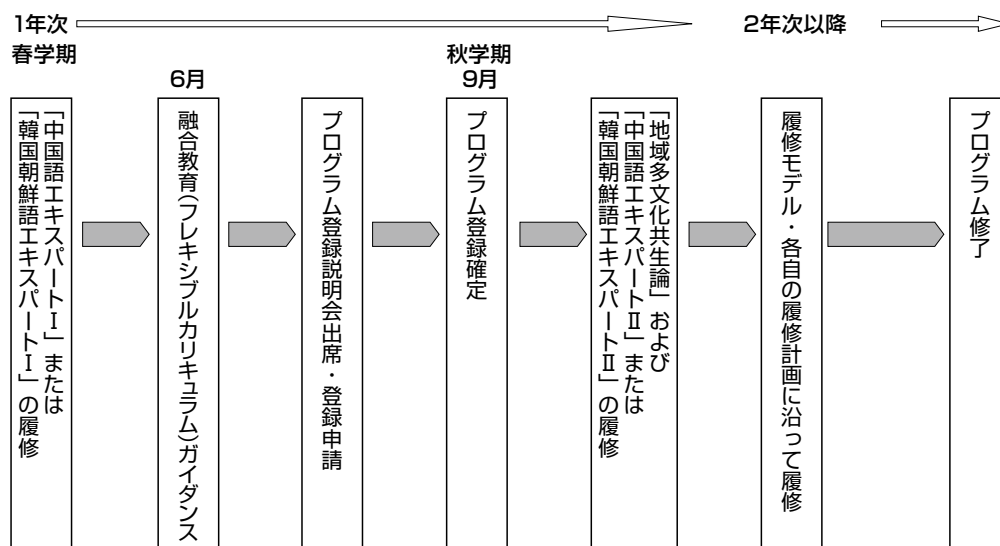 1年次
2年次以降
春学期
秋学期
6月
9月
「中国語エキスパートⅠ」または
「韓国朝鮮語エキスパートⅠ」の履修
融合教育(フレキシブルカリキュラム)ガイダンス
プログラム登録説明会出席・登録申請
プログラム登録確定
「地域多文化共生論」および
「中国語エキスパートⅡ」または
「韓国朝鮮語エキスパートⅡ」の履修
履修モデル・各自の履修計画に沿って履修
プログラム修了